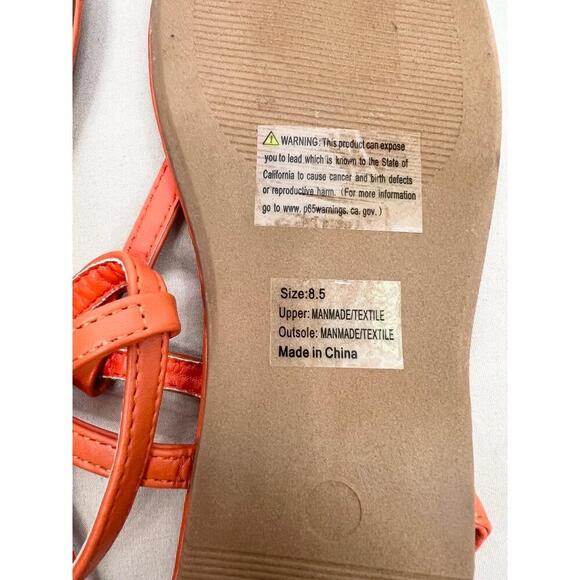 WARNING: This product can expose
you to lead which is known to the State of
California to cause cancer and birth defects
or reproductive harm. (For more information
go to www. p65warnings. ca. gov. )
Size:8.5
Upper: MANMADE/TEXTILE
Outsole: MANMADE/TEXTILE
Made in China